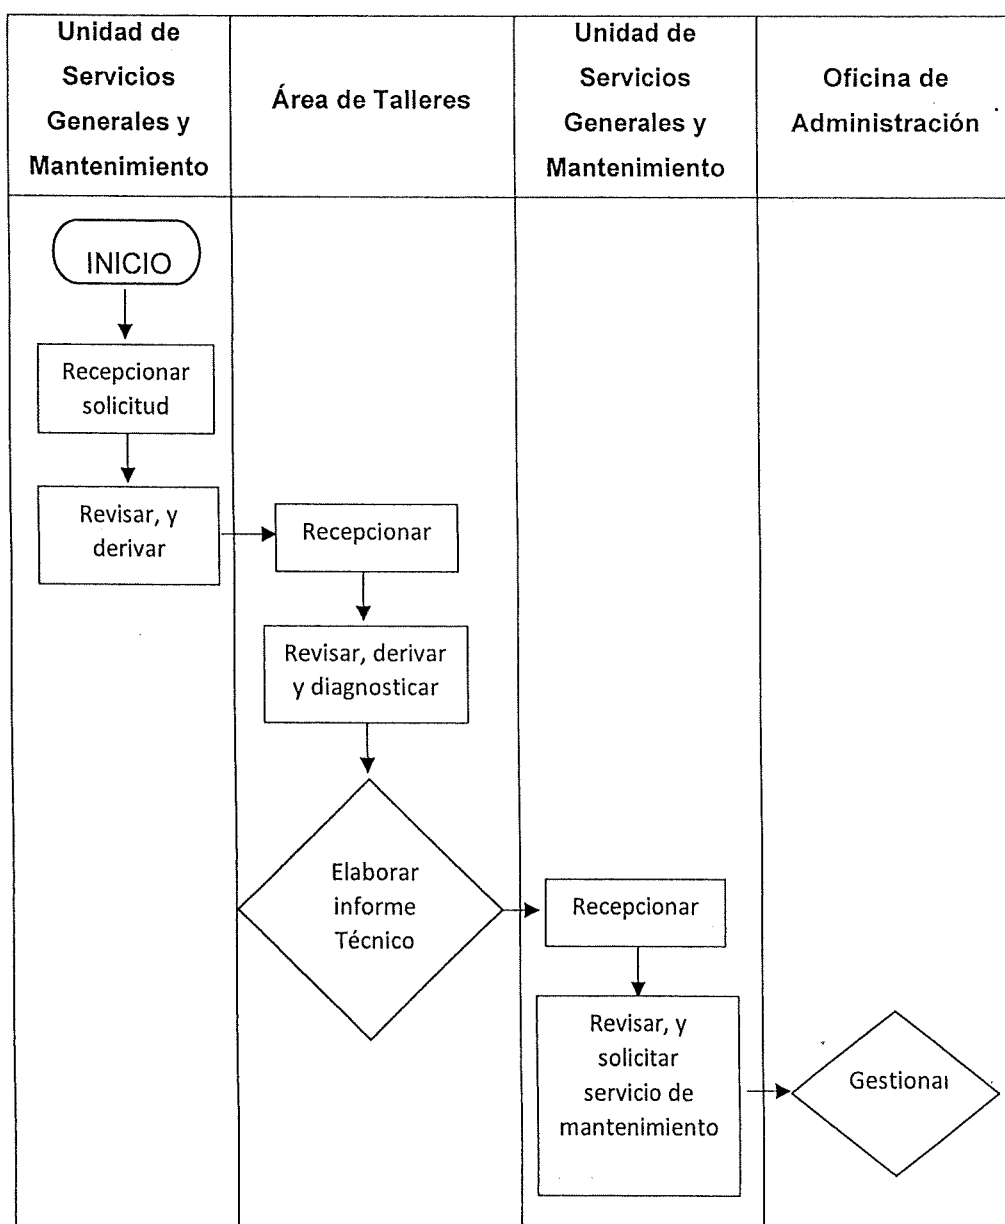 Unidad de
Servicios
Generales y
Mantenimiento
Área de Talleres
Unidad de
Servicios
Generales y
Mantenimiento
Oficina de
Administración
INICIO
Recepcionar
solicitud
Revisar, y
derivar
Recepcionar
Revisar, derivar
y diagnosticar
Elaborar
informe
Técnico
Recepcionar
Revisar, y
solicitar
servicio de
mantenimiento
Gestionar